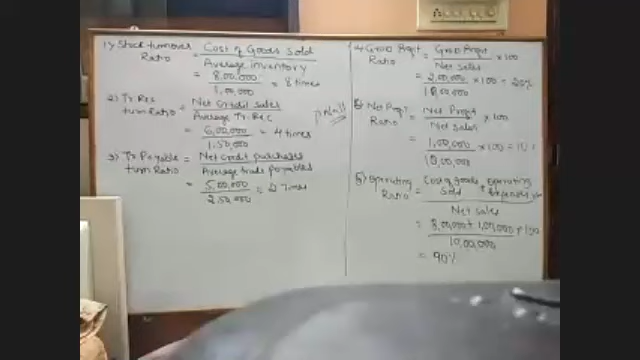 1) Stock turnover Ratio = Cost of Goods Sold
Average inventory
= 8,00,000
1,00,000
= 8 times
2) Tr Rec turn Ratio = Net credit sales
Average Tr. REC
= 6,00,000
1,50,000
= 4 times
3) Tr Payable turn Ratio = Net credit purchases
Average trade payables
= 5,00,000
2,50,000
= 2 Times
4) Gross Profit Ratio = Gross Profit
Net sales
× 100
= 2,00,000
10,00,000
× 100 = 20%
5) Net Profit Ratio = Net Profit
Net sales
× 100
= 1,00,000
10,00,000
× 100 = 10%
6) Operating Ratio = Cost of goods sold + Operating Expenses
Net sales
= 8,00,000 + 1,00,000 × 100
10,00,000
= 90%